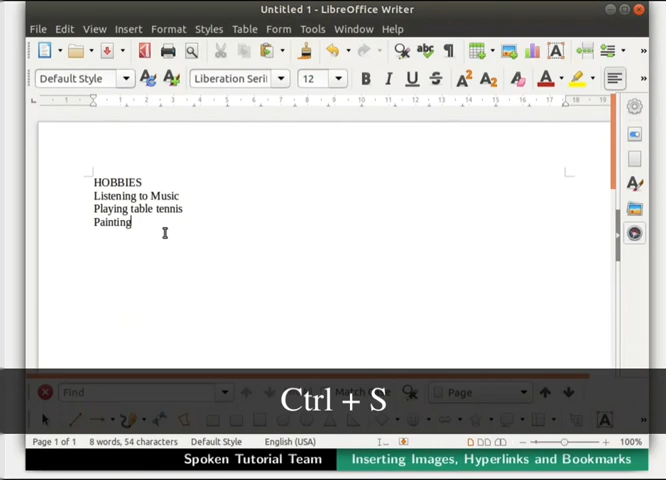 Untitled 1 - LibreOffice Writer
File Edit View Insert Format Styles Table Form Tools Window Help
Default Style Liberation Seri 12
HOBBIES
Listening to Music
Playing table tennis
Painting
Find Page
Ctrl + S
Page 1 of 1 8 words, 54 characters Default Style English (USA) 100%
Spoken Tutorial Team Inserting Images, Hyperlinks and Bookmarks